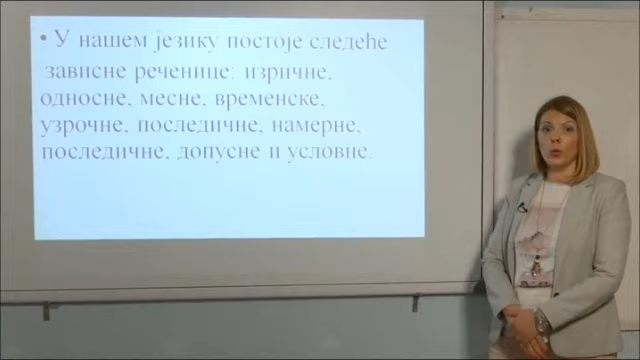 • У нашем језику постоје следеће
зависне реченице: изричне,
односне, месне, временске,
узрочне, последичне, намерне,
последичне, допусне и условне.